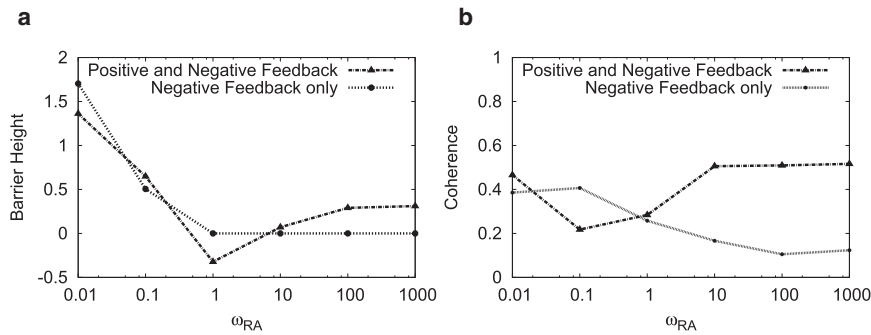 a
Positive and Negative Feedback
Negative Feedback only
Barrier Height
2
1.5
1
0.5
0
-0.5
0.01 0.1 1 10 100 1000
ωRA
b
Positive and Negative Feedback
Negative Feedback only
Coherence
1
0.8
0.6
0.4
0.2
0
0.01 0.1 1 10 100 1000
ωRA